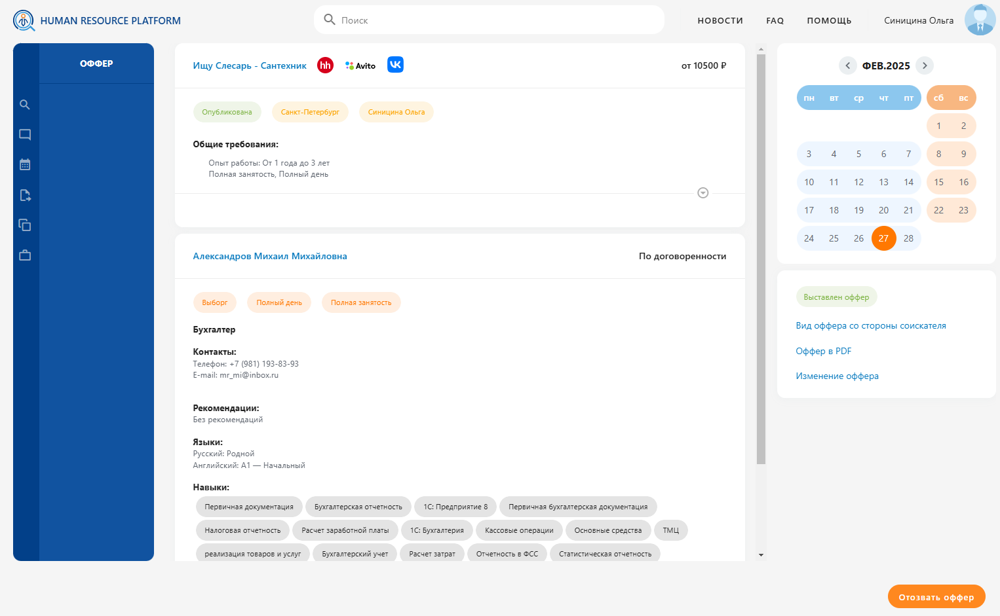 HUMAN RESOURCE PLATFORM
Поиск
НОВОСТИ FAQ ПОМОЩЬ Синицина Ольга
ОФФЕР
Ищу Слесарь - Сантехник hh Avito VK от 10500 ₽
Опубликована Санкт-Петербург Синицина Ольга
Общие требования:
Опыт работы: От 1 года до 3 лет
Полная занятость, Полный день
Александров Михаил Михайловна По договоренности
Выборг Полный день Полная занятость
Бухгалтер
Контакты:
Телефон: +7 (981) 193-83-93
E-mail: mr_mi@inbox.ru
Рекомендации:
Без рекомендаций
Языки:
Русский: Родной
Английский: A1 — Начальный
Навыки:
Первичная документация Бухгалтерская отчетность 1С: Предприятие 8 Первичная бухгалтерская документация
Налоговая отчетность Расчет заработной платы 1С: Бухгалтерия Кассовые операции Основные средства ТМЦ
реализация товаров и услуг Бухгалтерский учет Расчет затрат Отчетность в ФСС Статистическая отчетность
ФЕВ.2025
пн вт ср чт пт сб вс
1 2
3 4 5 6 7 8 9
10 11 12 13 14 15 16
17 18 19 20 21 22 23
24 25 26 27 28
Выставлен оффер
Вид оффера со стороны соискателя
Оффер в PDF
Изменение оффера
Отозвать оффер